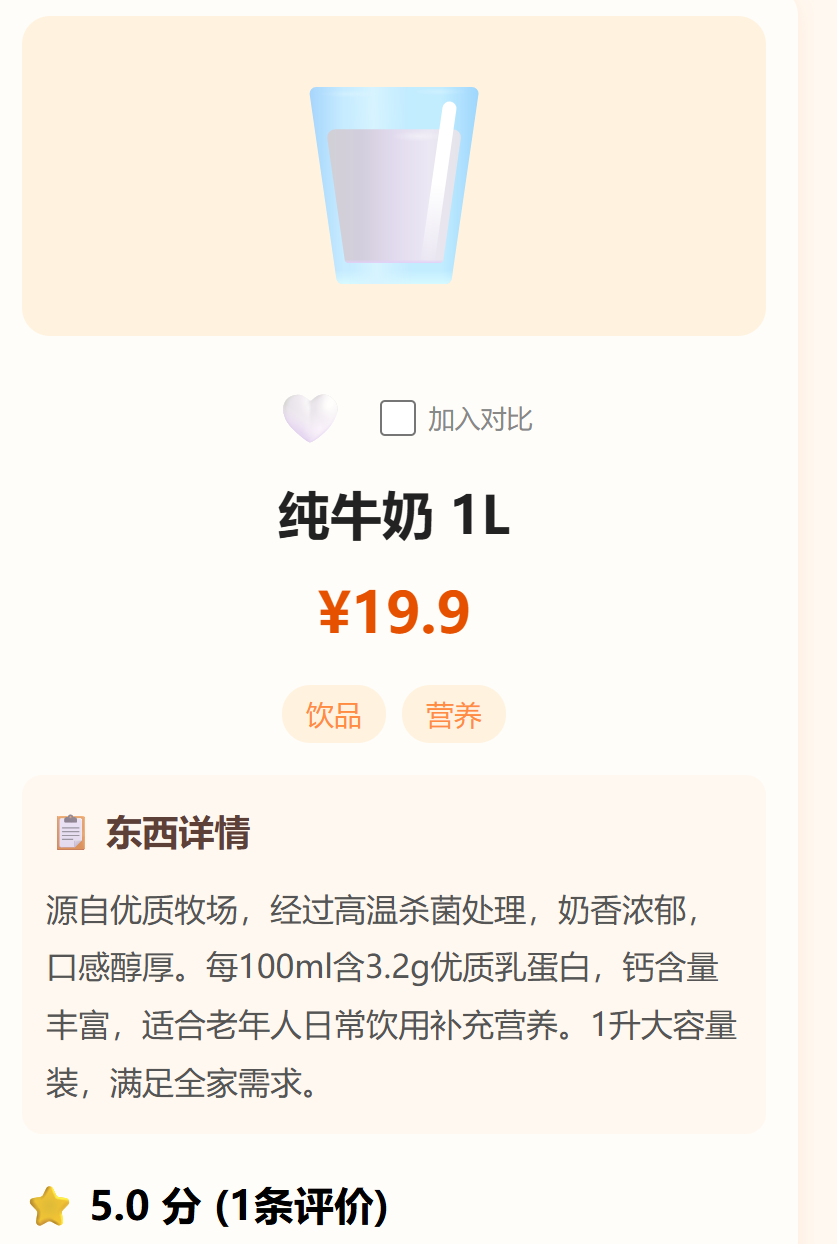 加入对比
纯牛奶 1L
¥19.9
饮品 营养
东西详情
源自优质牧场，经过高温杀菌处理，奶香浓郁，
口感醇厚。每100ml含3.2g优质乳蛋白，钙含量
丰富，适合老年人日常饮用补充营养。1升大容量
装，满足全家需求。
5.0 分 (1条评价)